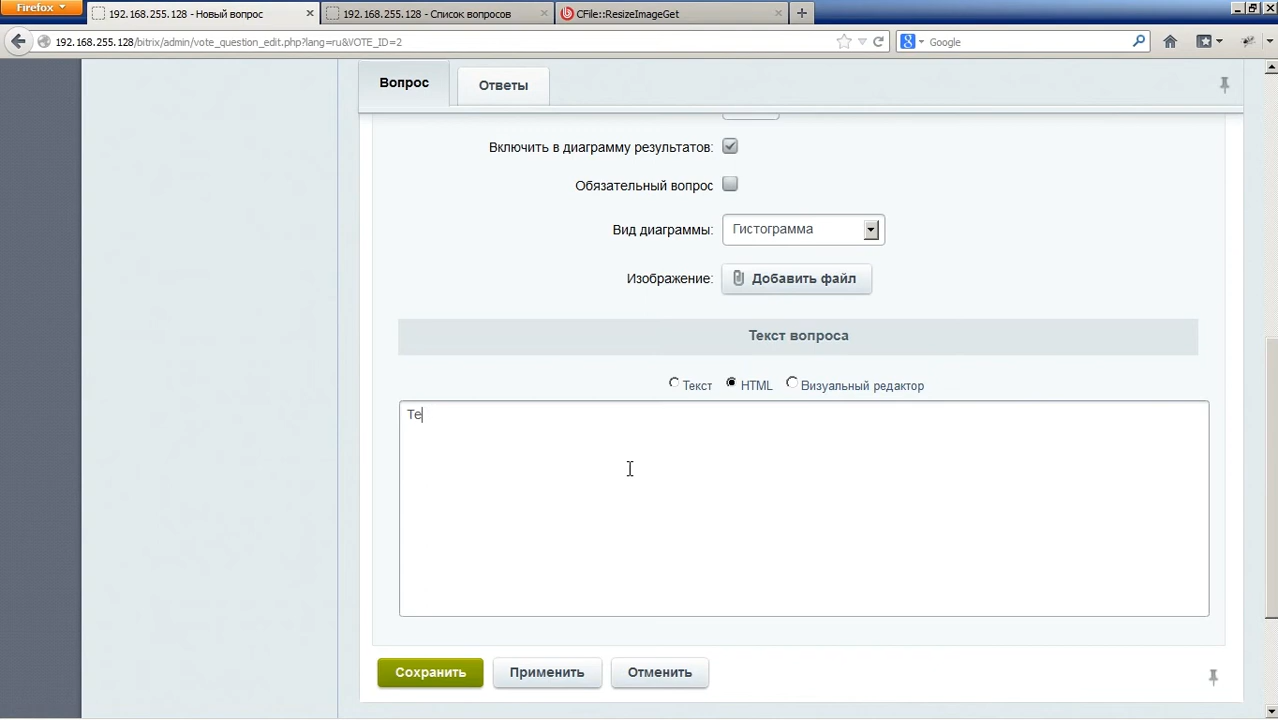 Firefox
192.168.255.128 - Новый вопрос
192.168.255.128 - Список вопросов
CFile::ResizeImageGet
192.168.255.128/bitrix/admin/vote_question_edit.php?lang=ru&VOTE_ID=2
Google
Вопрос
Ответы
Включить в диаграмму результатов:
Обязательный вопрос
Вид диаграммы:
Гистограмма
Изображение:
Добавить файл
Текст вопроса
Текст
HTML
Визуальный редактор
Те
Сохранить
Применить
Отменить